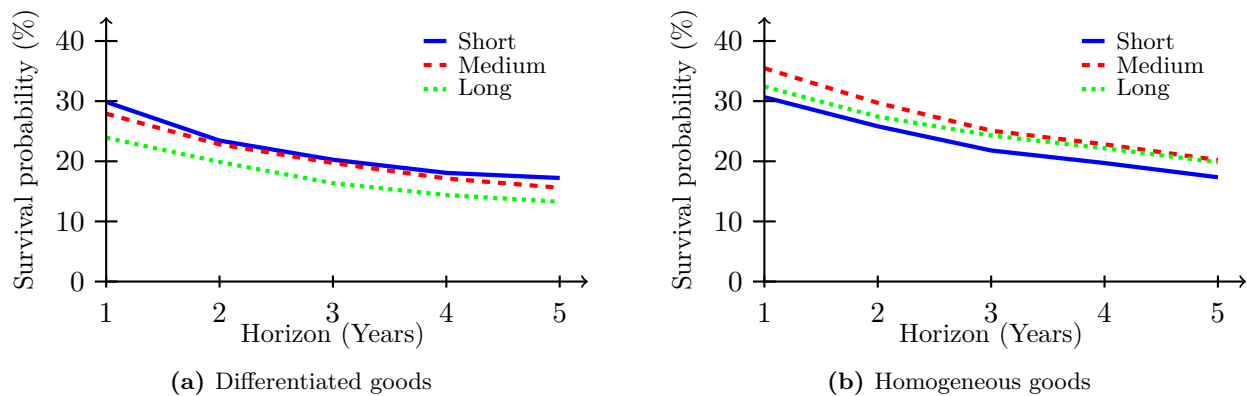 Survival probability (%)
40
30
20
10
0
Short
Medium
Long
1 2 3 4 5
Horizon (Years)
(a) Differentiated goods
Survival probability (%)
40
30
20
10
0
Short
Medium
Long
1 2 3 4 5
Horizon (Years)
(b) Homogeneous goods